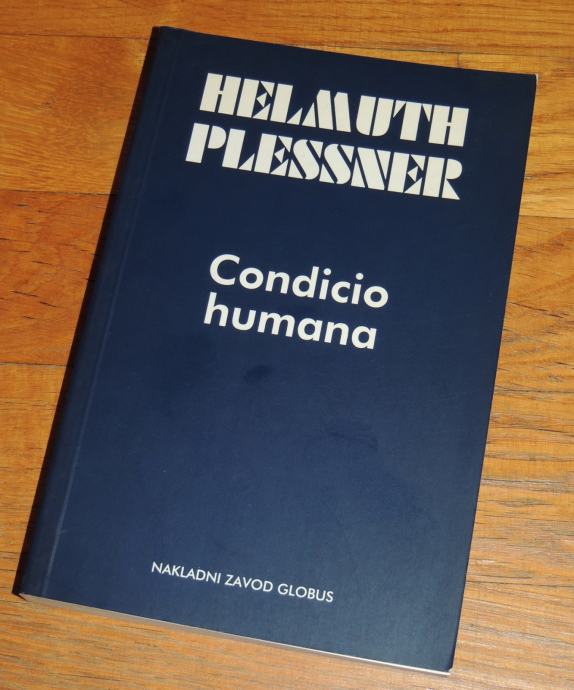 HELMUTH
PLESSNER
Condicio
humana
NAKLADNI ZAVOD GLOBUS